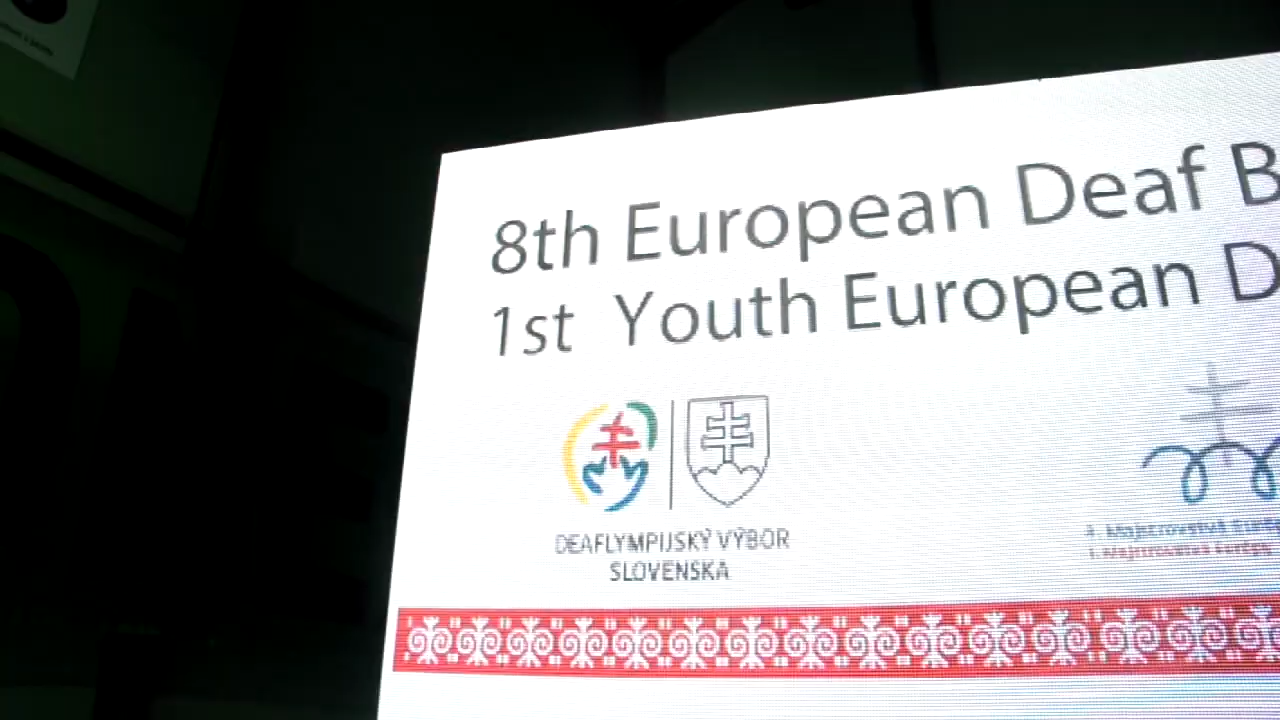 8th European Deaf B
1st Youth European D
DEAFLYMPIJSKÝ VÝBOR
SLOVENSKA